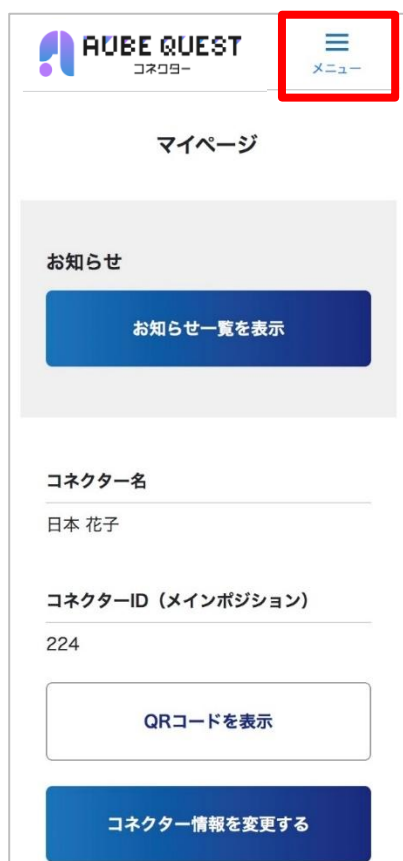 AUBE QUEST
コネクター
メニュー
マイページ
お知らせ
お知らせ一覧を表示
コネクター名
日本 花子
コネクターID（メインポジション）
224
QRコードを表示
コネクター情報を変更する